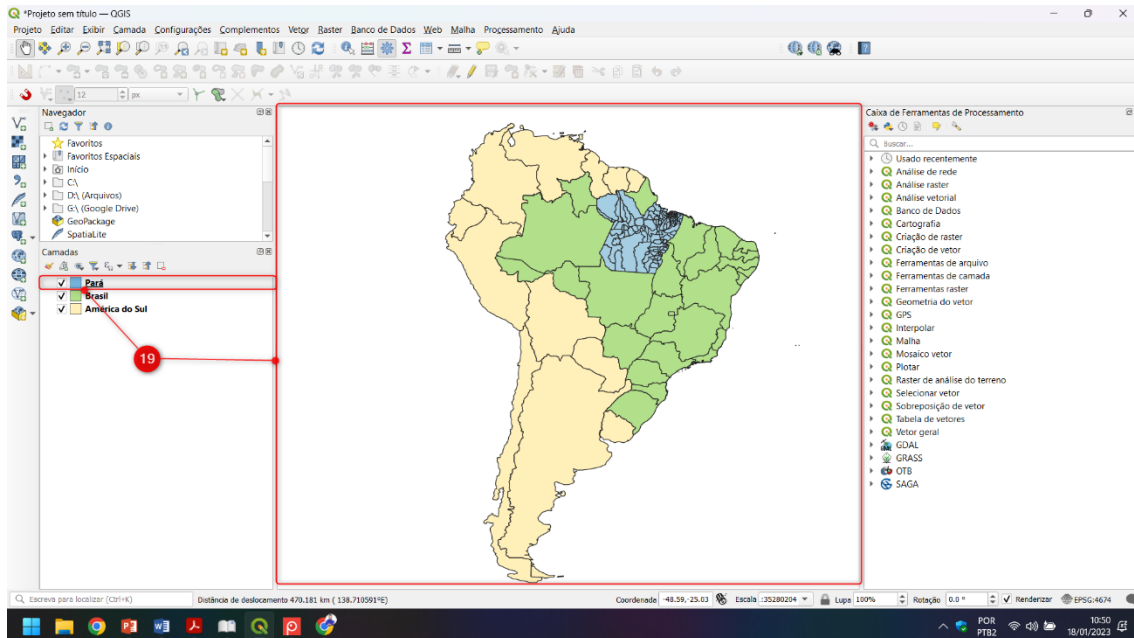 *Projeto sem título — QGIS
Projeto Editar Exibir Camada Configurações Complementos Vetor Raster Banco de Dados Web Malha Processamento Ajuda
12 px
Navegador
Favoritos
Favoritos Espaciais
Início
C:\
D:\ (Arquivos)
G:\ (Google Drive)
GeoPackage
SpatiaLite
Camadas
Pará
Brasil
América do Sul
19
Caixa de Ferramentas de Processamento
Buscar...
Usado recentemente
Análise de rede
Análise raster
Análise vetorial
Banco de Dados
Cartografia
Criação de raster
Criação de vetor
Ferramentas de arquivo
Ferramentas de camada
Ferramentas raster
Geometria do vetor
GPS
Interpolar
Malha
Mosaico vetor
Plotar
Raster de análise do terreno
Selecionar vetor
Sobreposição de vetor
Tabela de vetores
Vetor geral
GDAL
GRASS
OTB
SAGA
Escreva para localizar (Ctrl+K) Distância de deslocamento 470.181 km ( 138.710591°E) Coordenada -48.59,-25.03 Escala .:35280204 Lupa 100% Rotação 0.0 ° Renderizar EPSG:4674
POR
PTB2
10:50
18/01/2023